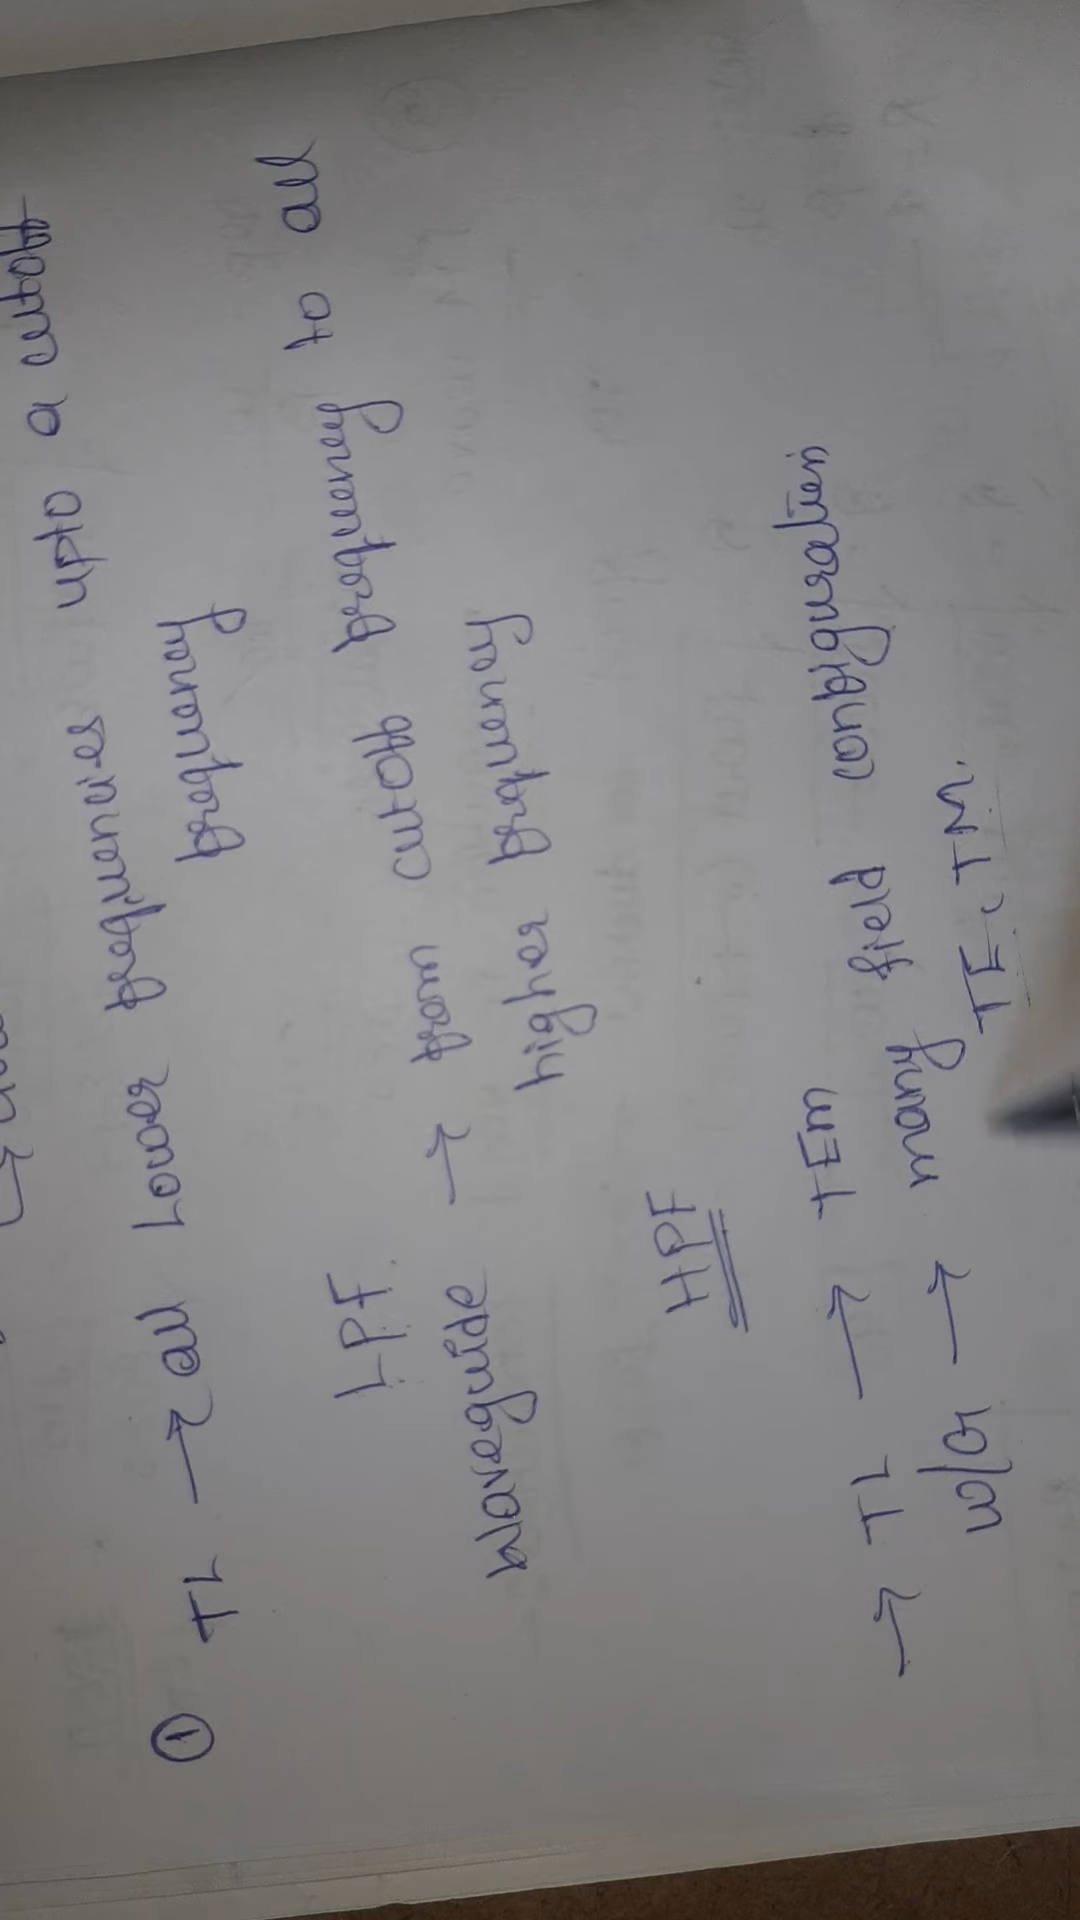 ① TL → all Lower frequencies upto a cutoff
frequency
LPF.
Waveguide → from cutoff frequency to all
higher frequency
HPF
→ TL → TEM
w/G → many field configuration
TE, TM.